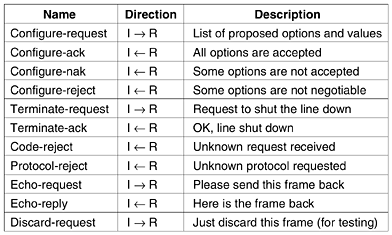 Name Direction Description
Configure-request I → R List of proposed options and values
Configure-ack I ← R All options are accepted
Configure-nak I ← R Some options are not accepted
Configure-reject I ← R Some options are not negotiable
Terminate-request I → R Request to shut the line down
Terminate-ack I ← R OK, line shut down
Code-reject I ← R Unknown request received
Protocol-reject I ← R Unknown protocol requested
Echo-request I → R Please send this frame back
Echo-reply I ← R Here is the frame back
Discard-request I → R Just discard this frame (for testing)